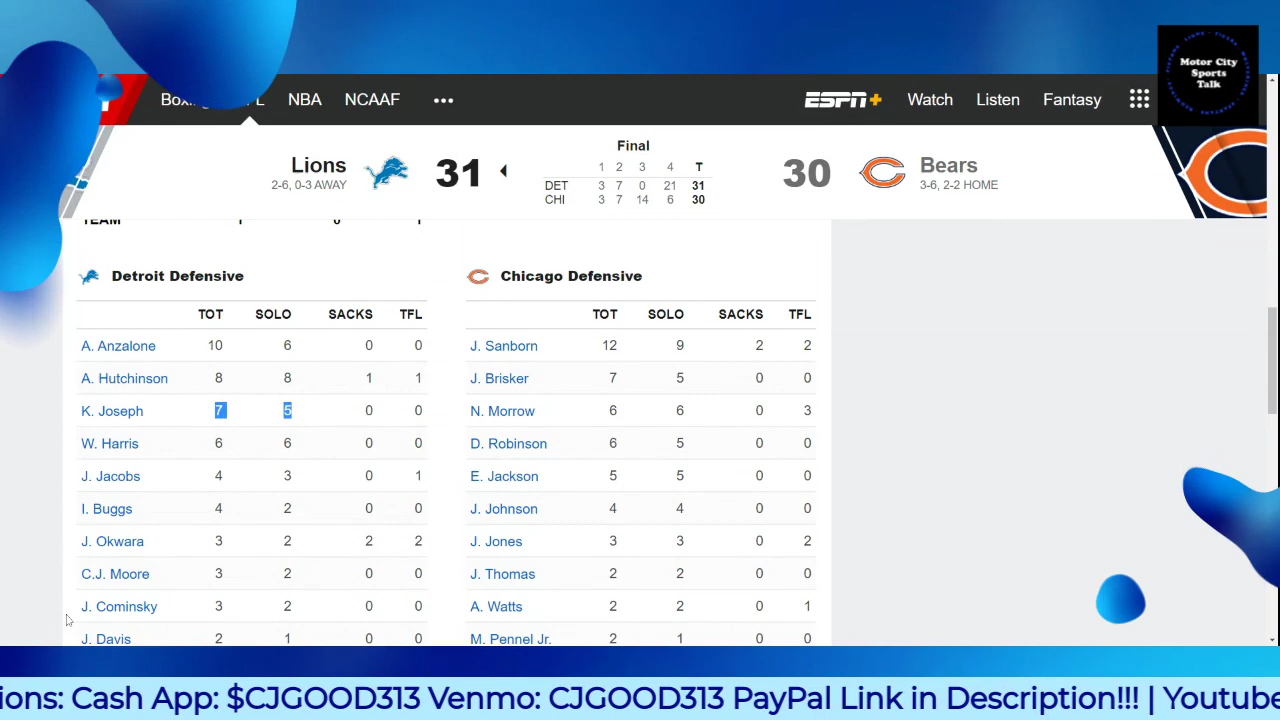 Motor City
Sports
Talk
NBA NCAAF ••• ESPN+ Watch Listen Fantasy
Final
Lions 31 1 2 3 4 T 30 Bears
2-6, 0-3 AWAY DET 3 7 0 21 31 3-6, 2-2 HOME
CHI 3 7 14 6 30
TEAM 1 0 1
Detroit Defensive Chicago Defensive
TOT SOLO SACKS TFL TOT SOLO SACKS TFL
A. Anzalone 10 6 0 0 J. Sanborn 12 9 2 2
A. Hutchinson 8 8 1 1 J. Brisker 7 5 0 0
K. Joseph 7 5 0 0 N. Morrow 6 6 0 3
W. Harris 6 6 0 0 D. Robinson 6 5 0 0
J. Jacobs 4 3 0 1 E. Jackson 5 5 0 0
I. Buggs 4 2 0 0 J. Johnson 4 4 0 0
J. Okwara 3 2 2 2 J. Jones 3 3 0 2
C.J. Moore 3 2 0 0 J. Thomas 2 2 0 0
J. Cominsky 3 2 0 0 A. Watts 2 2 0 1
J. Davis 2 1 0 0 M. Pennel Jr. 2 1 0 0
ions: Cash App: $CJGOOD313 Venmo: CJGOOD313 PayPal Link in Description!!! | Youtube